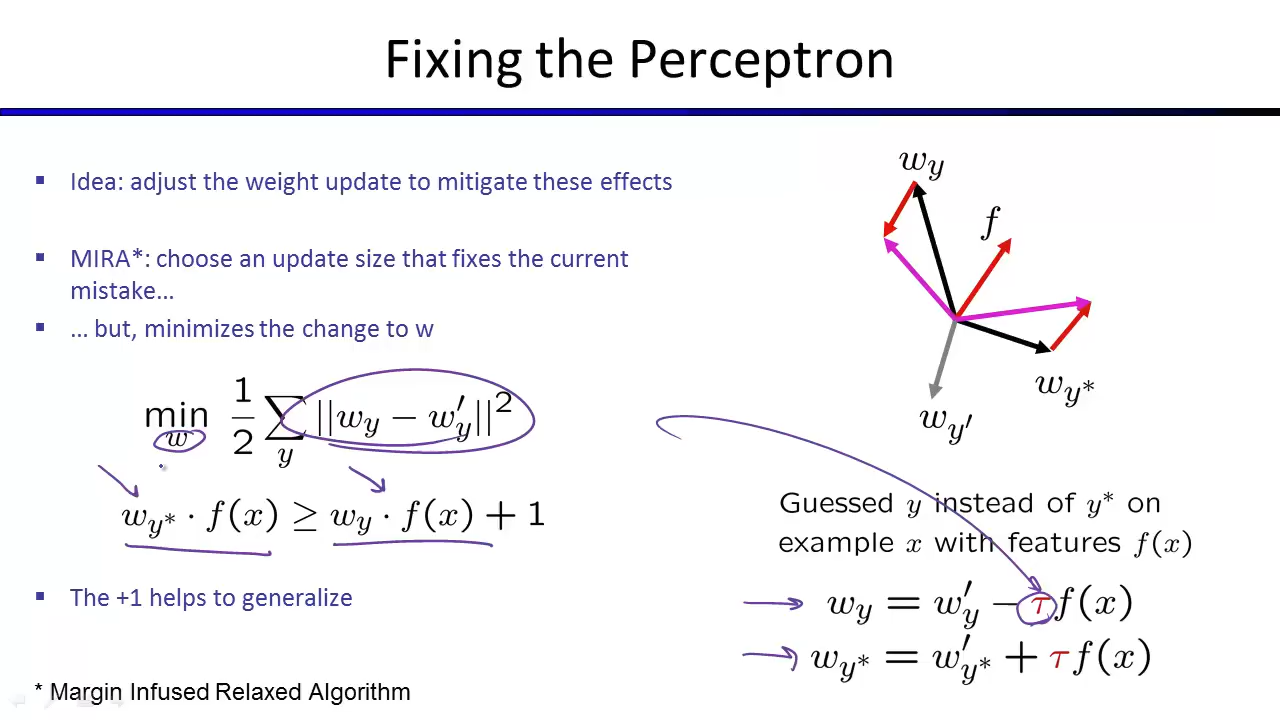 Fixing the Perceptron
▪ Idea: adjust the weight update to mitigate these effects
▪ MIRA*: choose an update size that fixes the current
mistake…
▪ … but, minimizes the change to w
min_w 1/2 ∑_y ||w_y − w′_y||²
w_{y*} · f(x) ≥ w_y · f(x) + 1
▪ The +1 helps to generalize
* Margin Infused Relaxed Algorithm
w_y
f
w_{y*}
w_{y′}
Guessed y instead of y* on
example x with features f(x)
w_y = w′_y − τf(x)
w_{y*} = w′_{y*} + τf(x)